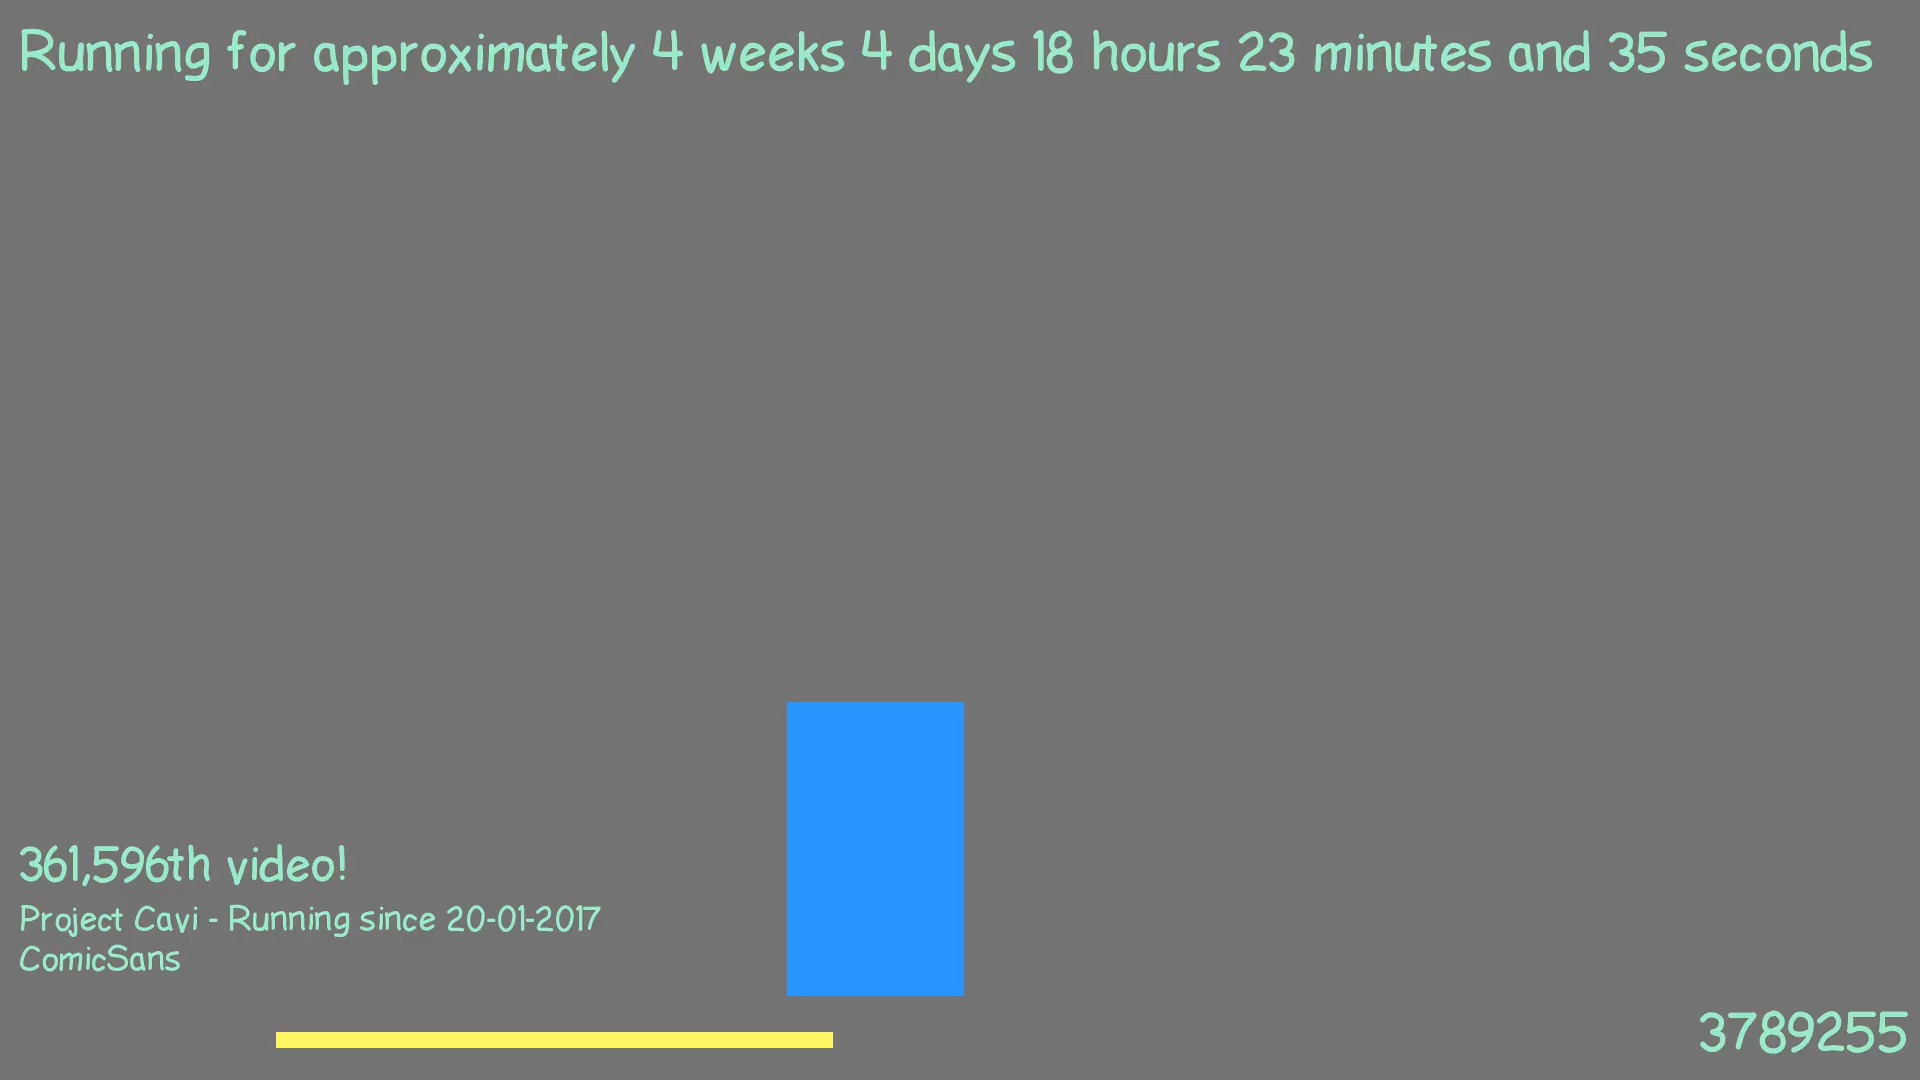 Running for approximately 4 weeks 4 days 18 hours 23 minutes and 35 seconds
361,596th video!
Project Cavi - Running since 20-01-2017
ComicSans
3789255